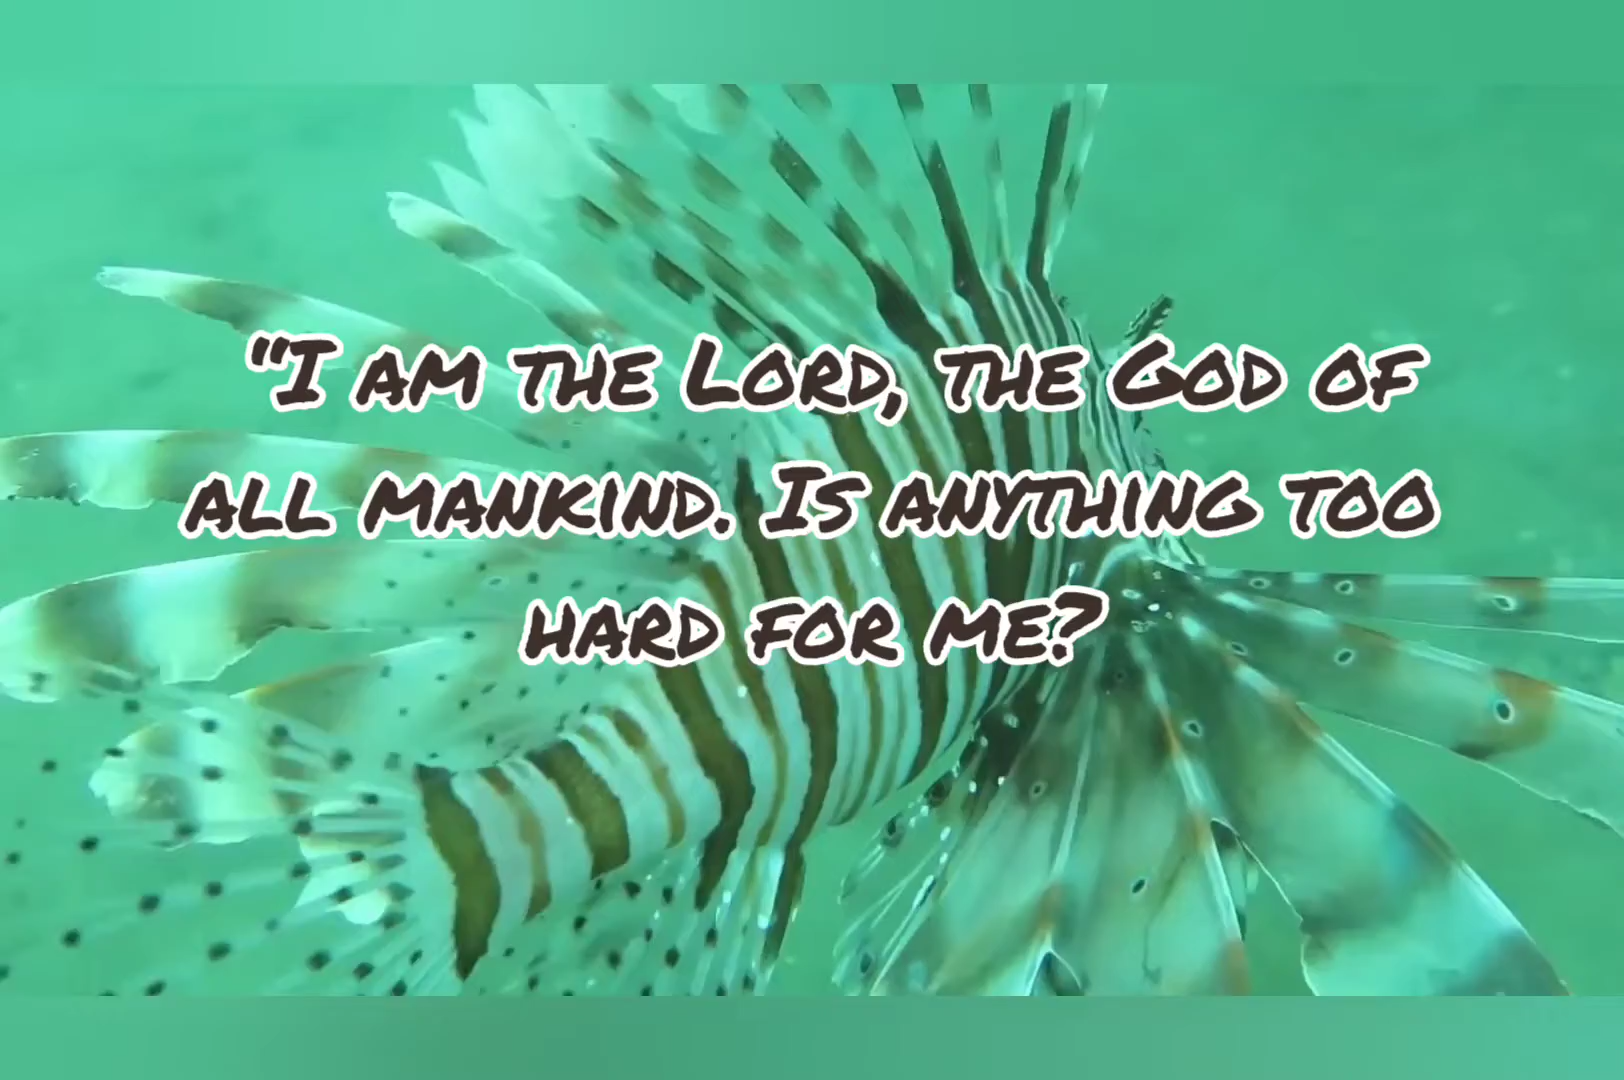 “I am the Lord, the God of
all mankind. Is anything too
hard for me?